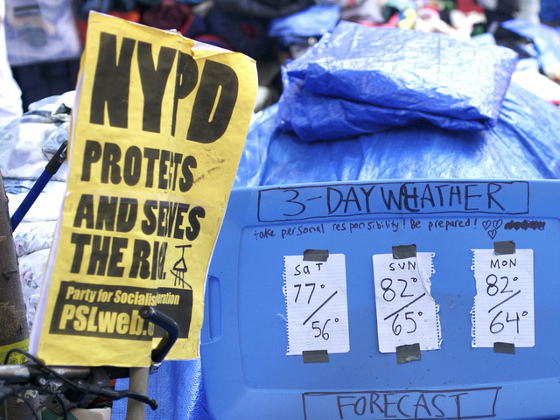 NYPD
PROTECTS
AND SERVES
THE
Party for
PSLweb.
3-DAY WEATHER
take personal responsibility! Be prepared!
SAT
77°
56°
SUN
82°
65°
MON
82°
64°
FORECAST